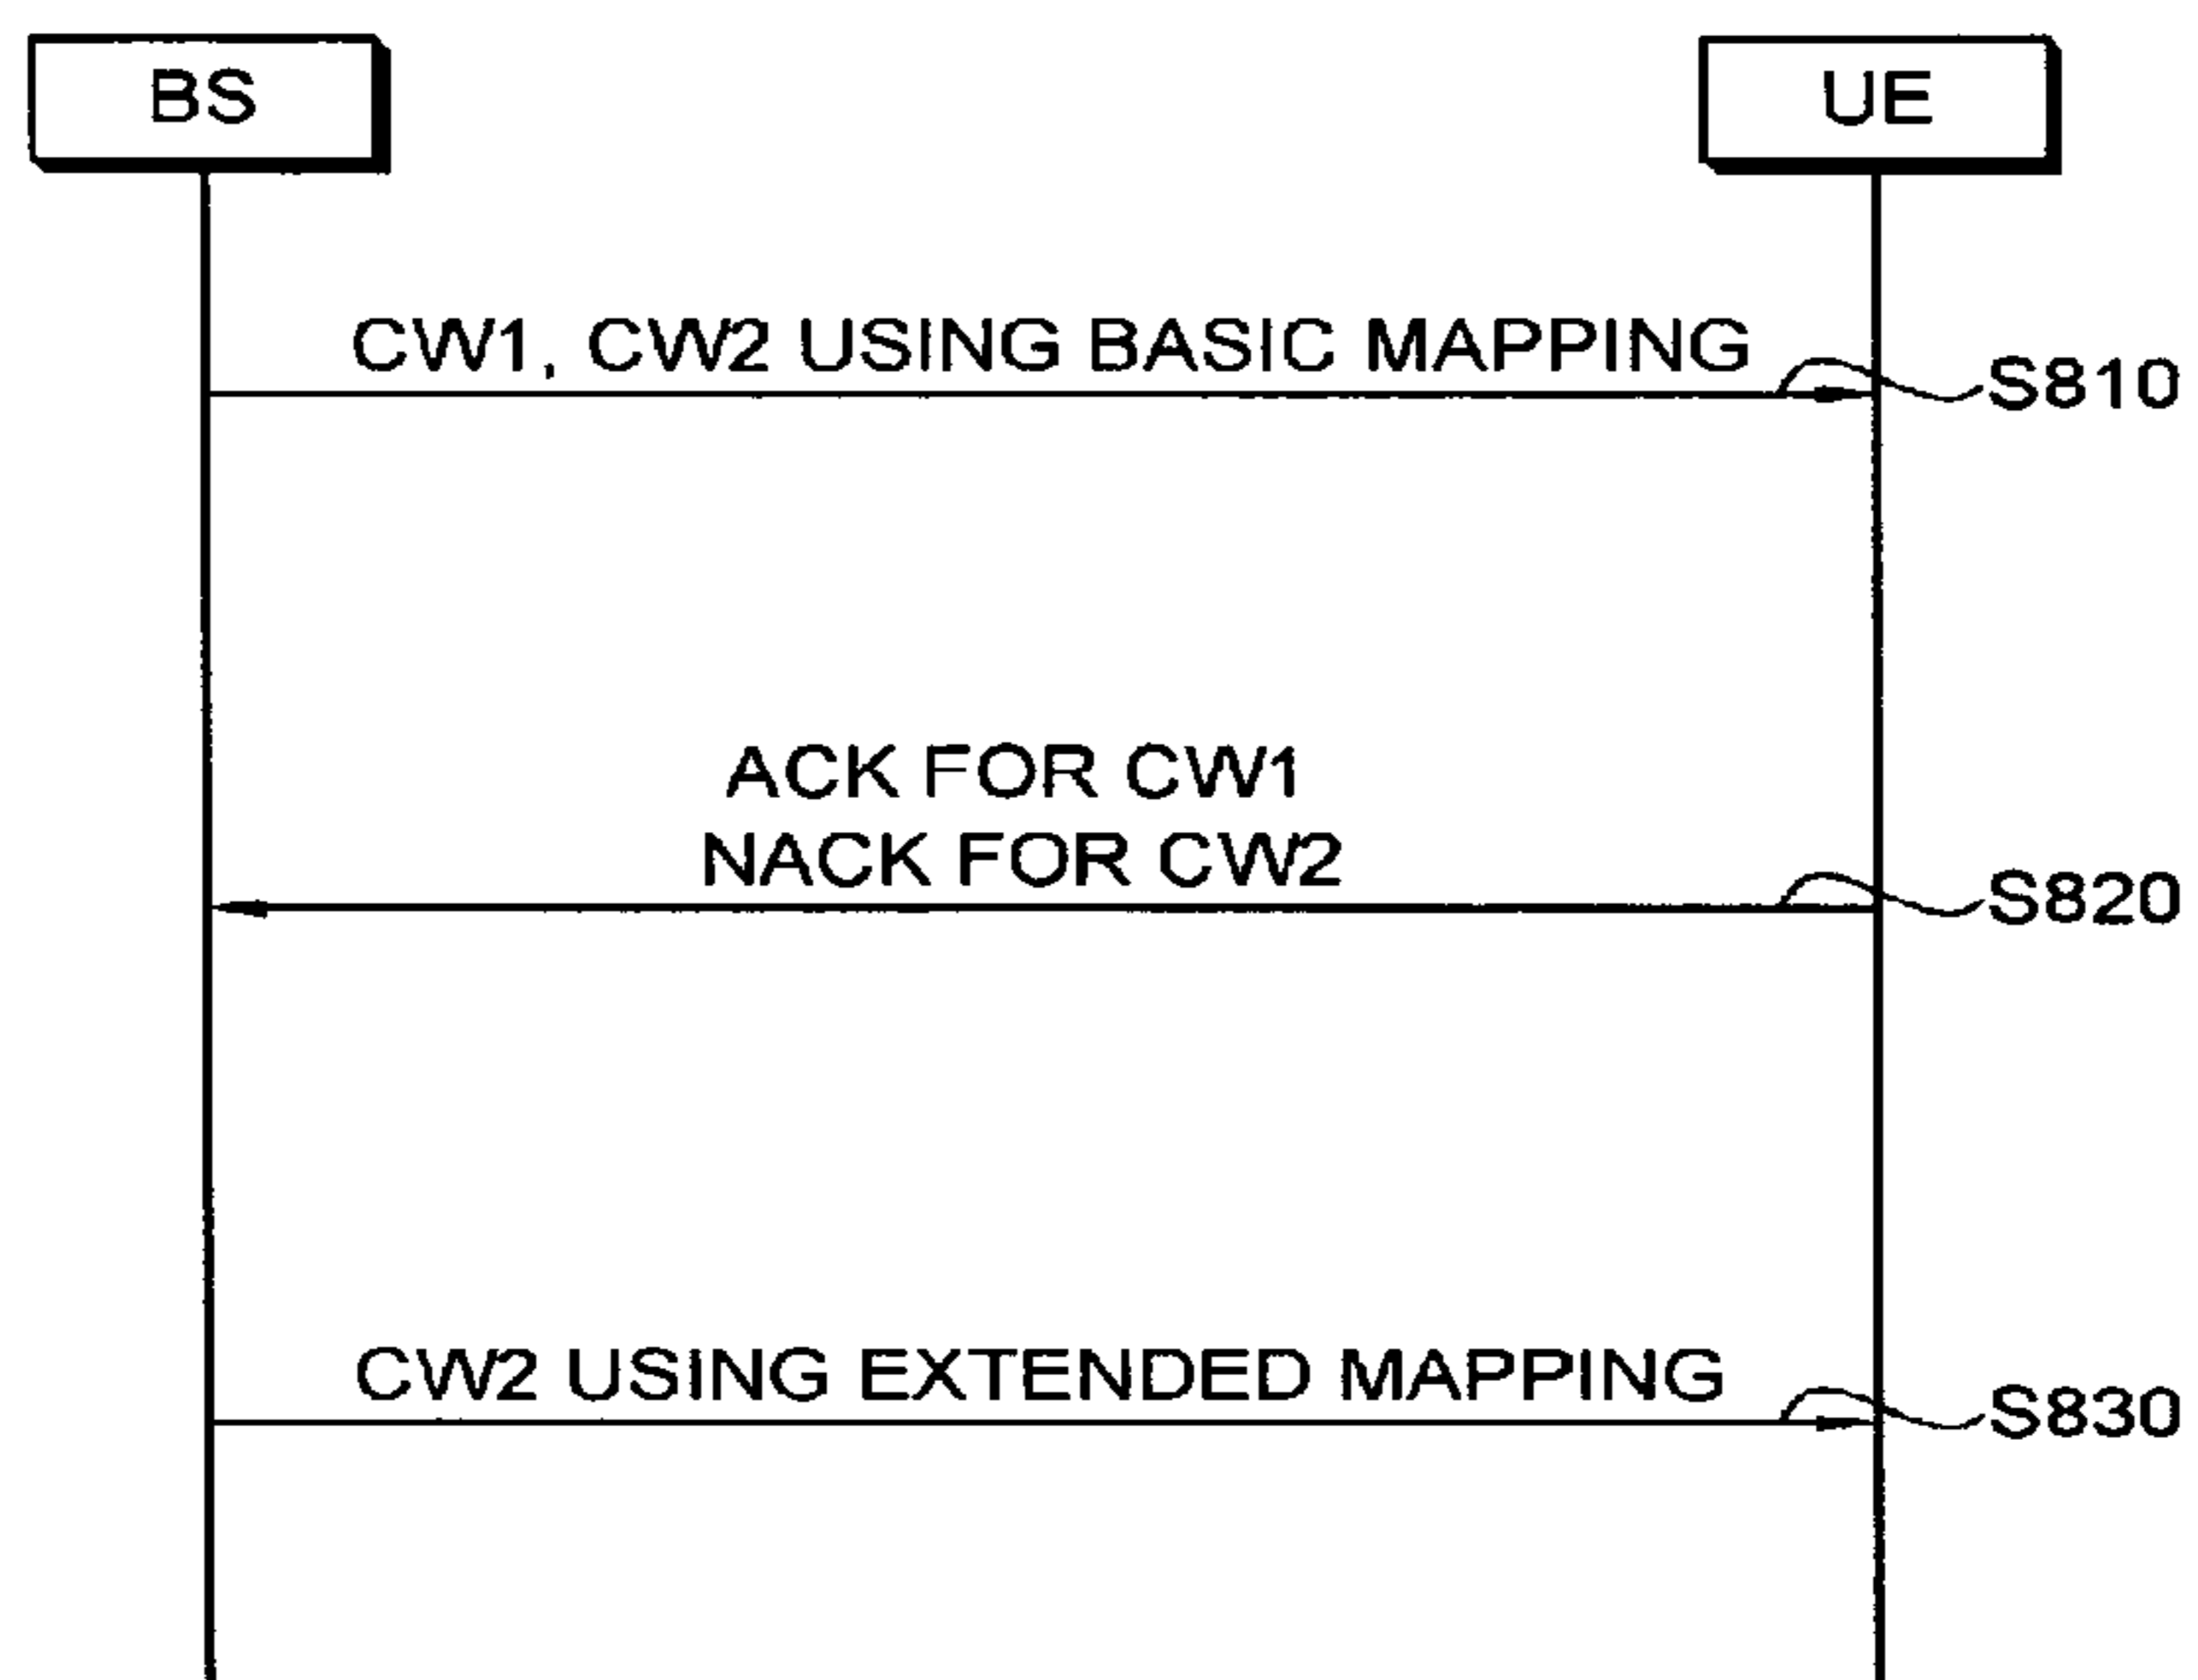 BS
UE
CW1, CW2 USING BASIC MAPPING
S810
ACK FOR CW1
NACK FOR CW2
S820
CW2 USING EXTENDED MAPPING
S830